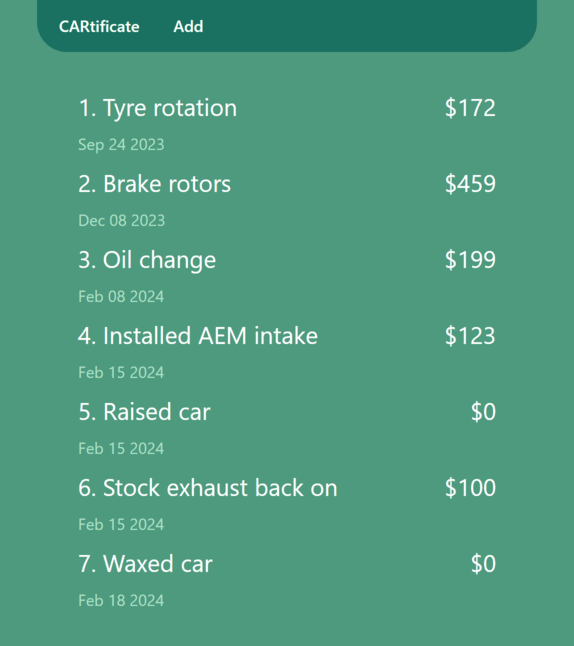 CARtificate Add
1. Tyre rotation $172
Sep 24 2023
2. Brake rotors $459
Dec 08 2023
3. Oil change $199
Feb 08 2024
4. Installed AEM intake $123
Feb 15 2024
5. Raised car $0
Feb 15 2024
6. Stock exhaust back on $100
Feb 15 2024
7. Waxed car $0
Feb 18 2024